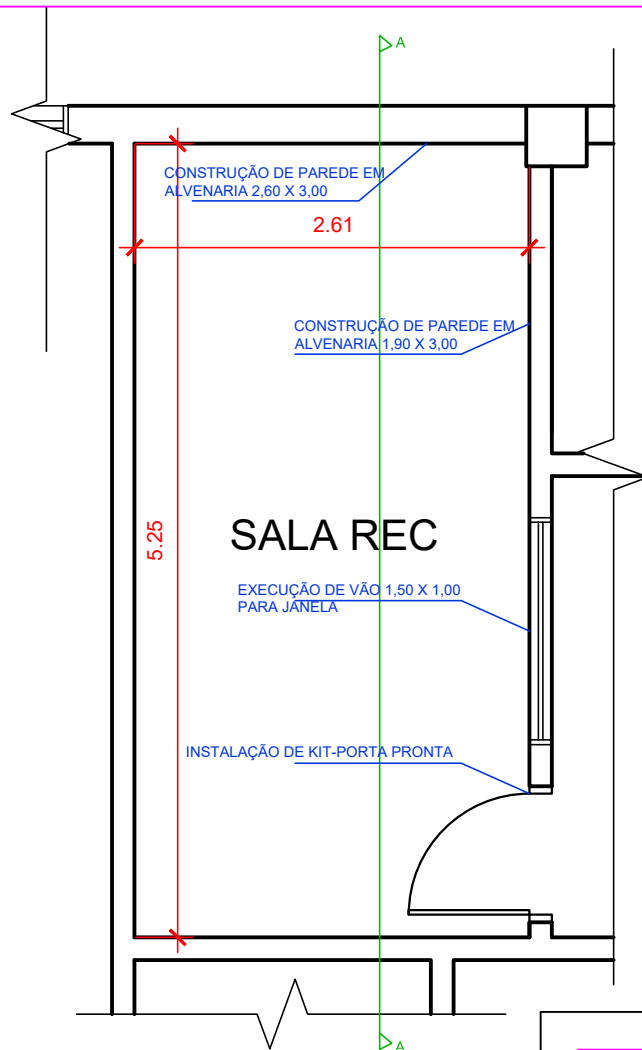 A
CONSTRUÇÃO DE PAREDE EM
ALVENARIA 2,60 X 3,00
2.61
CONSTRUÇÃO DE PAREDE EM
ALVENARIA 1,90 X 3,00
5.25
SALA REC
EXECUÇÃO DE VÃO 1,50 X 1,00
PARA JANELA
INSTALAÇÃO DE KIT-PORTA PRONTA
A